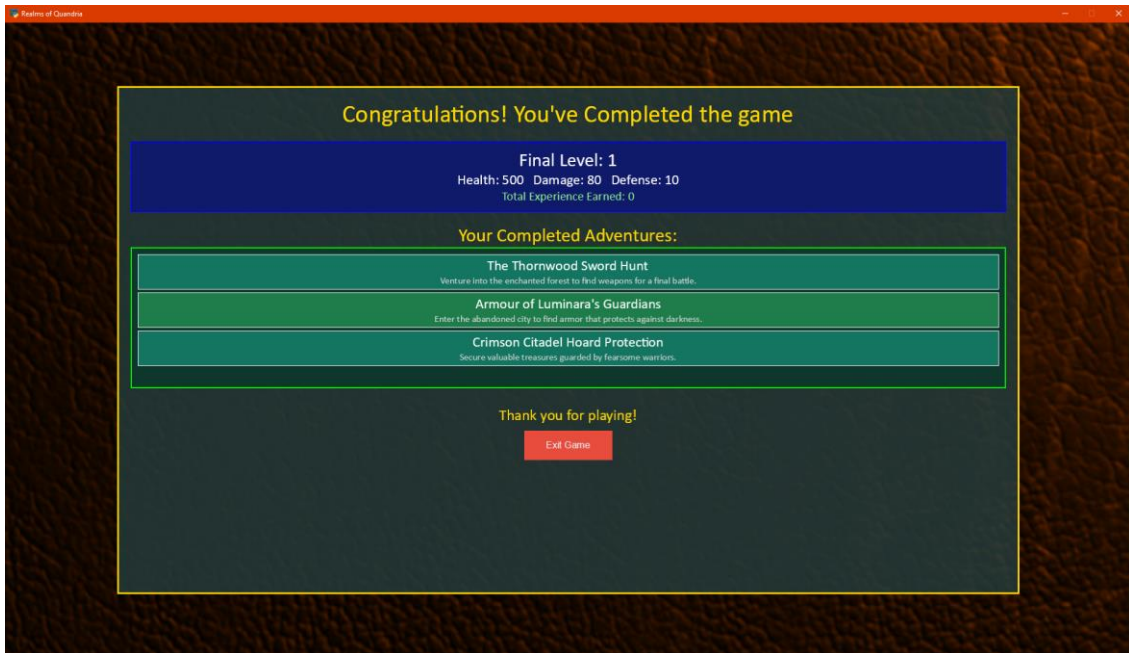 Realms of Quandria
Congratulations! You've Completed the game
Final Level: 1
Health: 500 Damage: 80 Defense: 10
Total Experience Earned: 0
Your Completed Adventures:
The Thornwood Sword Hunt
Venture into the enchanted forest to find weapons for a final battle.
Armour of Luminara's Guardians
Enter the abandoned city to find armor that protects against darkness.
Crimson Citadel Hoard Protection
Secure valuable treasures guarded by fearsome warriors.
Thank you for playing!
Exit Game